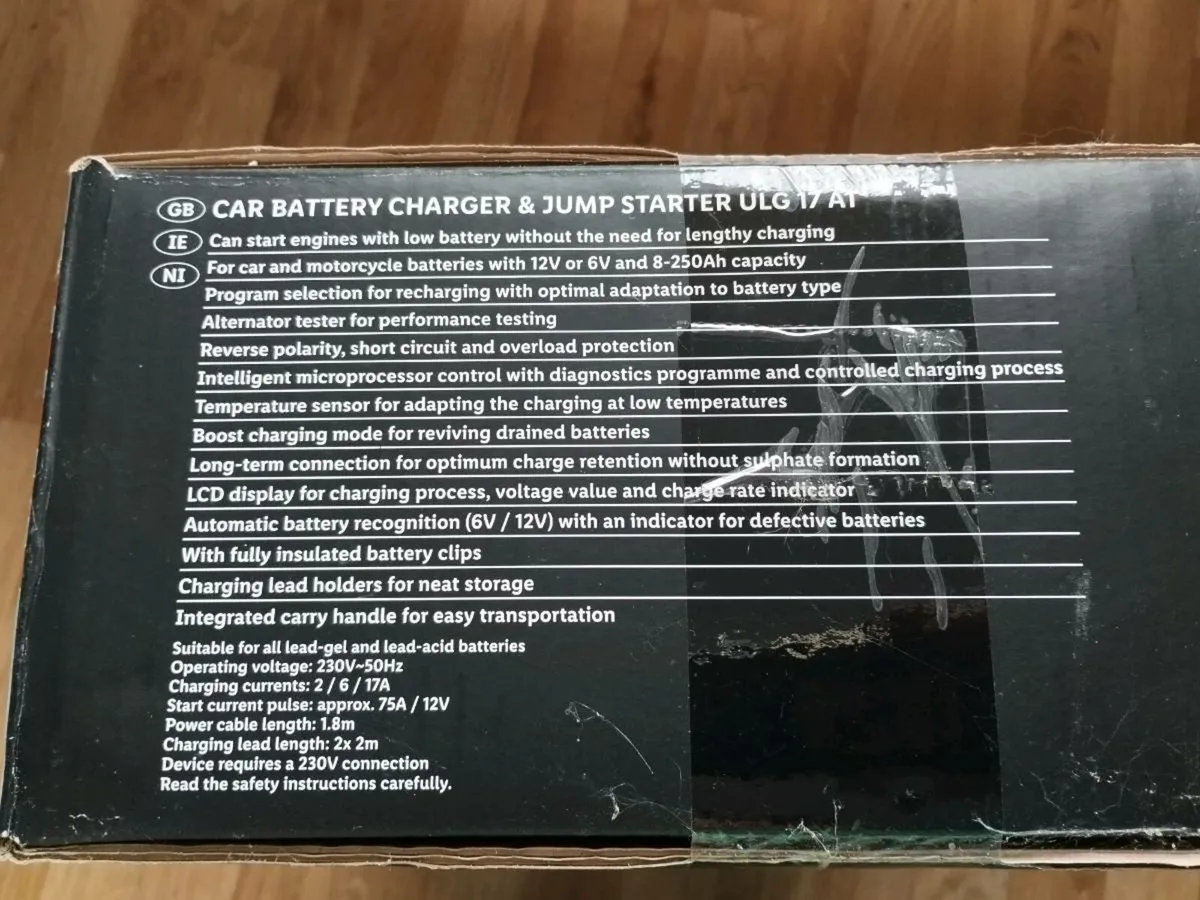 GB CAR BATTERY CHARGER & JUMP STARTER ULG 17 A1
IE Can start engines with low battery without the need for lengthy charging
NI For car and motorcycle batteries with 12V or 6V and 8-250Ah capacity
Program selection for recharging with optimal adaptation to battery type
Alternator tester for performance testing
Reverse polarity, short circuit and overload protection
Intelligent microprocessor control with diagnostics programme and controlled charging process
Temperature sensor for adapting the charging at low temperatures
Boost charging mode for reviving drained batteries
Long-term connection for optimum charge retention without sulphate formation
LCD display for charging process, voltage value and charge rate indicator
Automatic battery recognition (6V / 12V) with an indicator for defective batteries
With fully insulated battery clips
Charging lead holders for neat storage
Integrated carry handle for easy transportation
Suitable for all lead-gel and lead-acid batteries
Operating voltage: 230V~50Hz
Charging currents: 2 / 6 / 17A
Start current pulse: approx. 75A / 12V
Power cable length: 1.8m
Charging lead length: 2x 2m
Device requires a 230V connection
Read the safety instructions carefully.